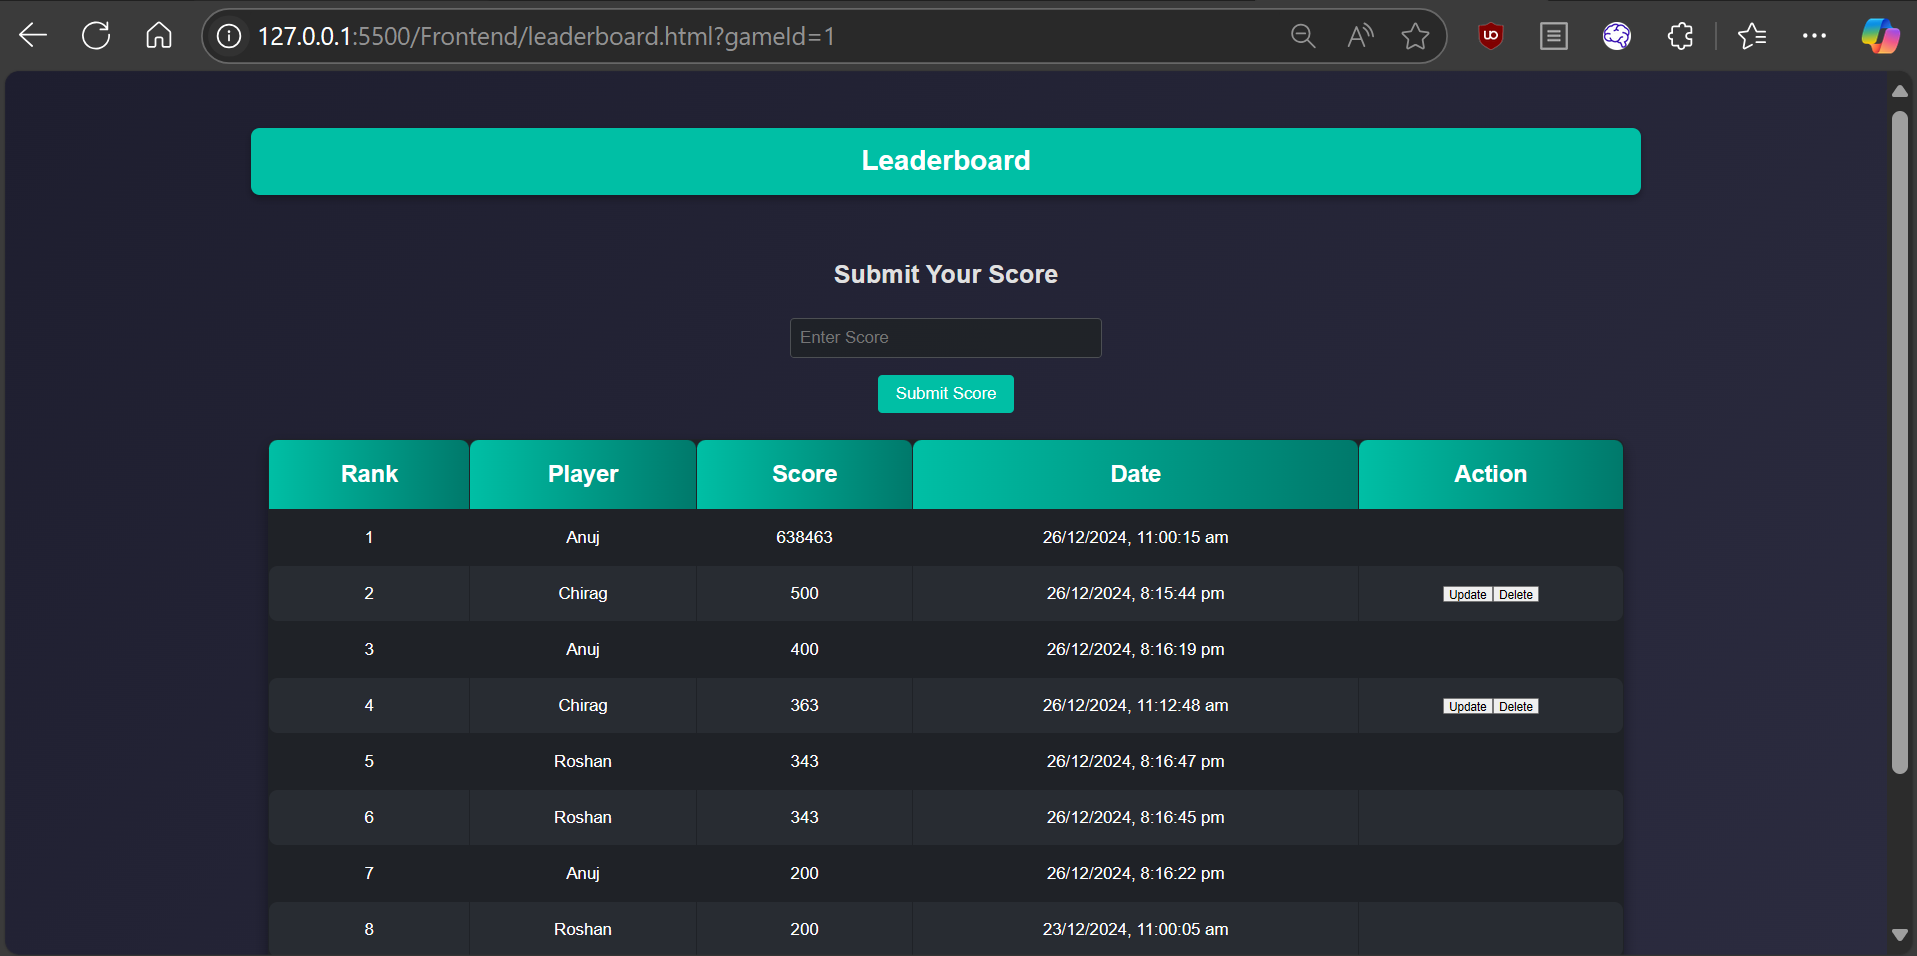 127.0.0.1:5500/Frontend/leaderboard.html?gameId=1
Leaderboard
Submit Your Score
Enter Score
Submit Score
Rank Player Score Date Action
1 Anuj 638463 26/12/2024, 11:00:15 am
2 Chirag 500 26/12/2024, 8:15:44 pm Update Delete
3 Anuj 400 26/12/2024, 8:16:19 pm
4 Chirag 363 26/12/2024, 11:12:48 am Update Delete
5 Roshan 343 26/12/2024, 8:16:47 pm
6 Roshan 343 26/12/2024, 8:16:45 pm
7 Anuj 200 26/12/2024, 8:16:22 pm
8 Roshan 200 23/12/2024, 11:00:05 am